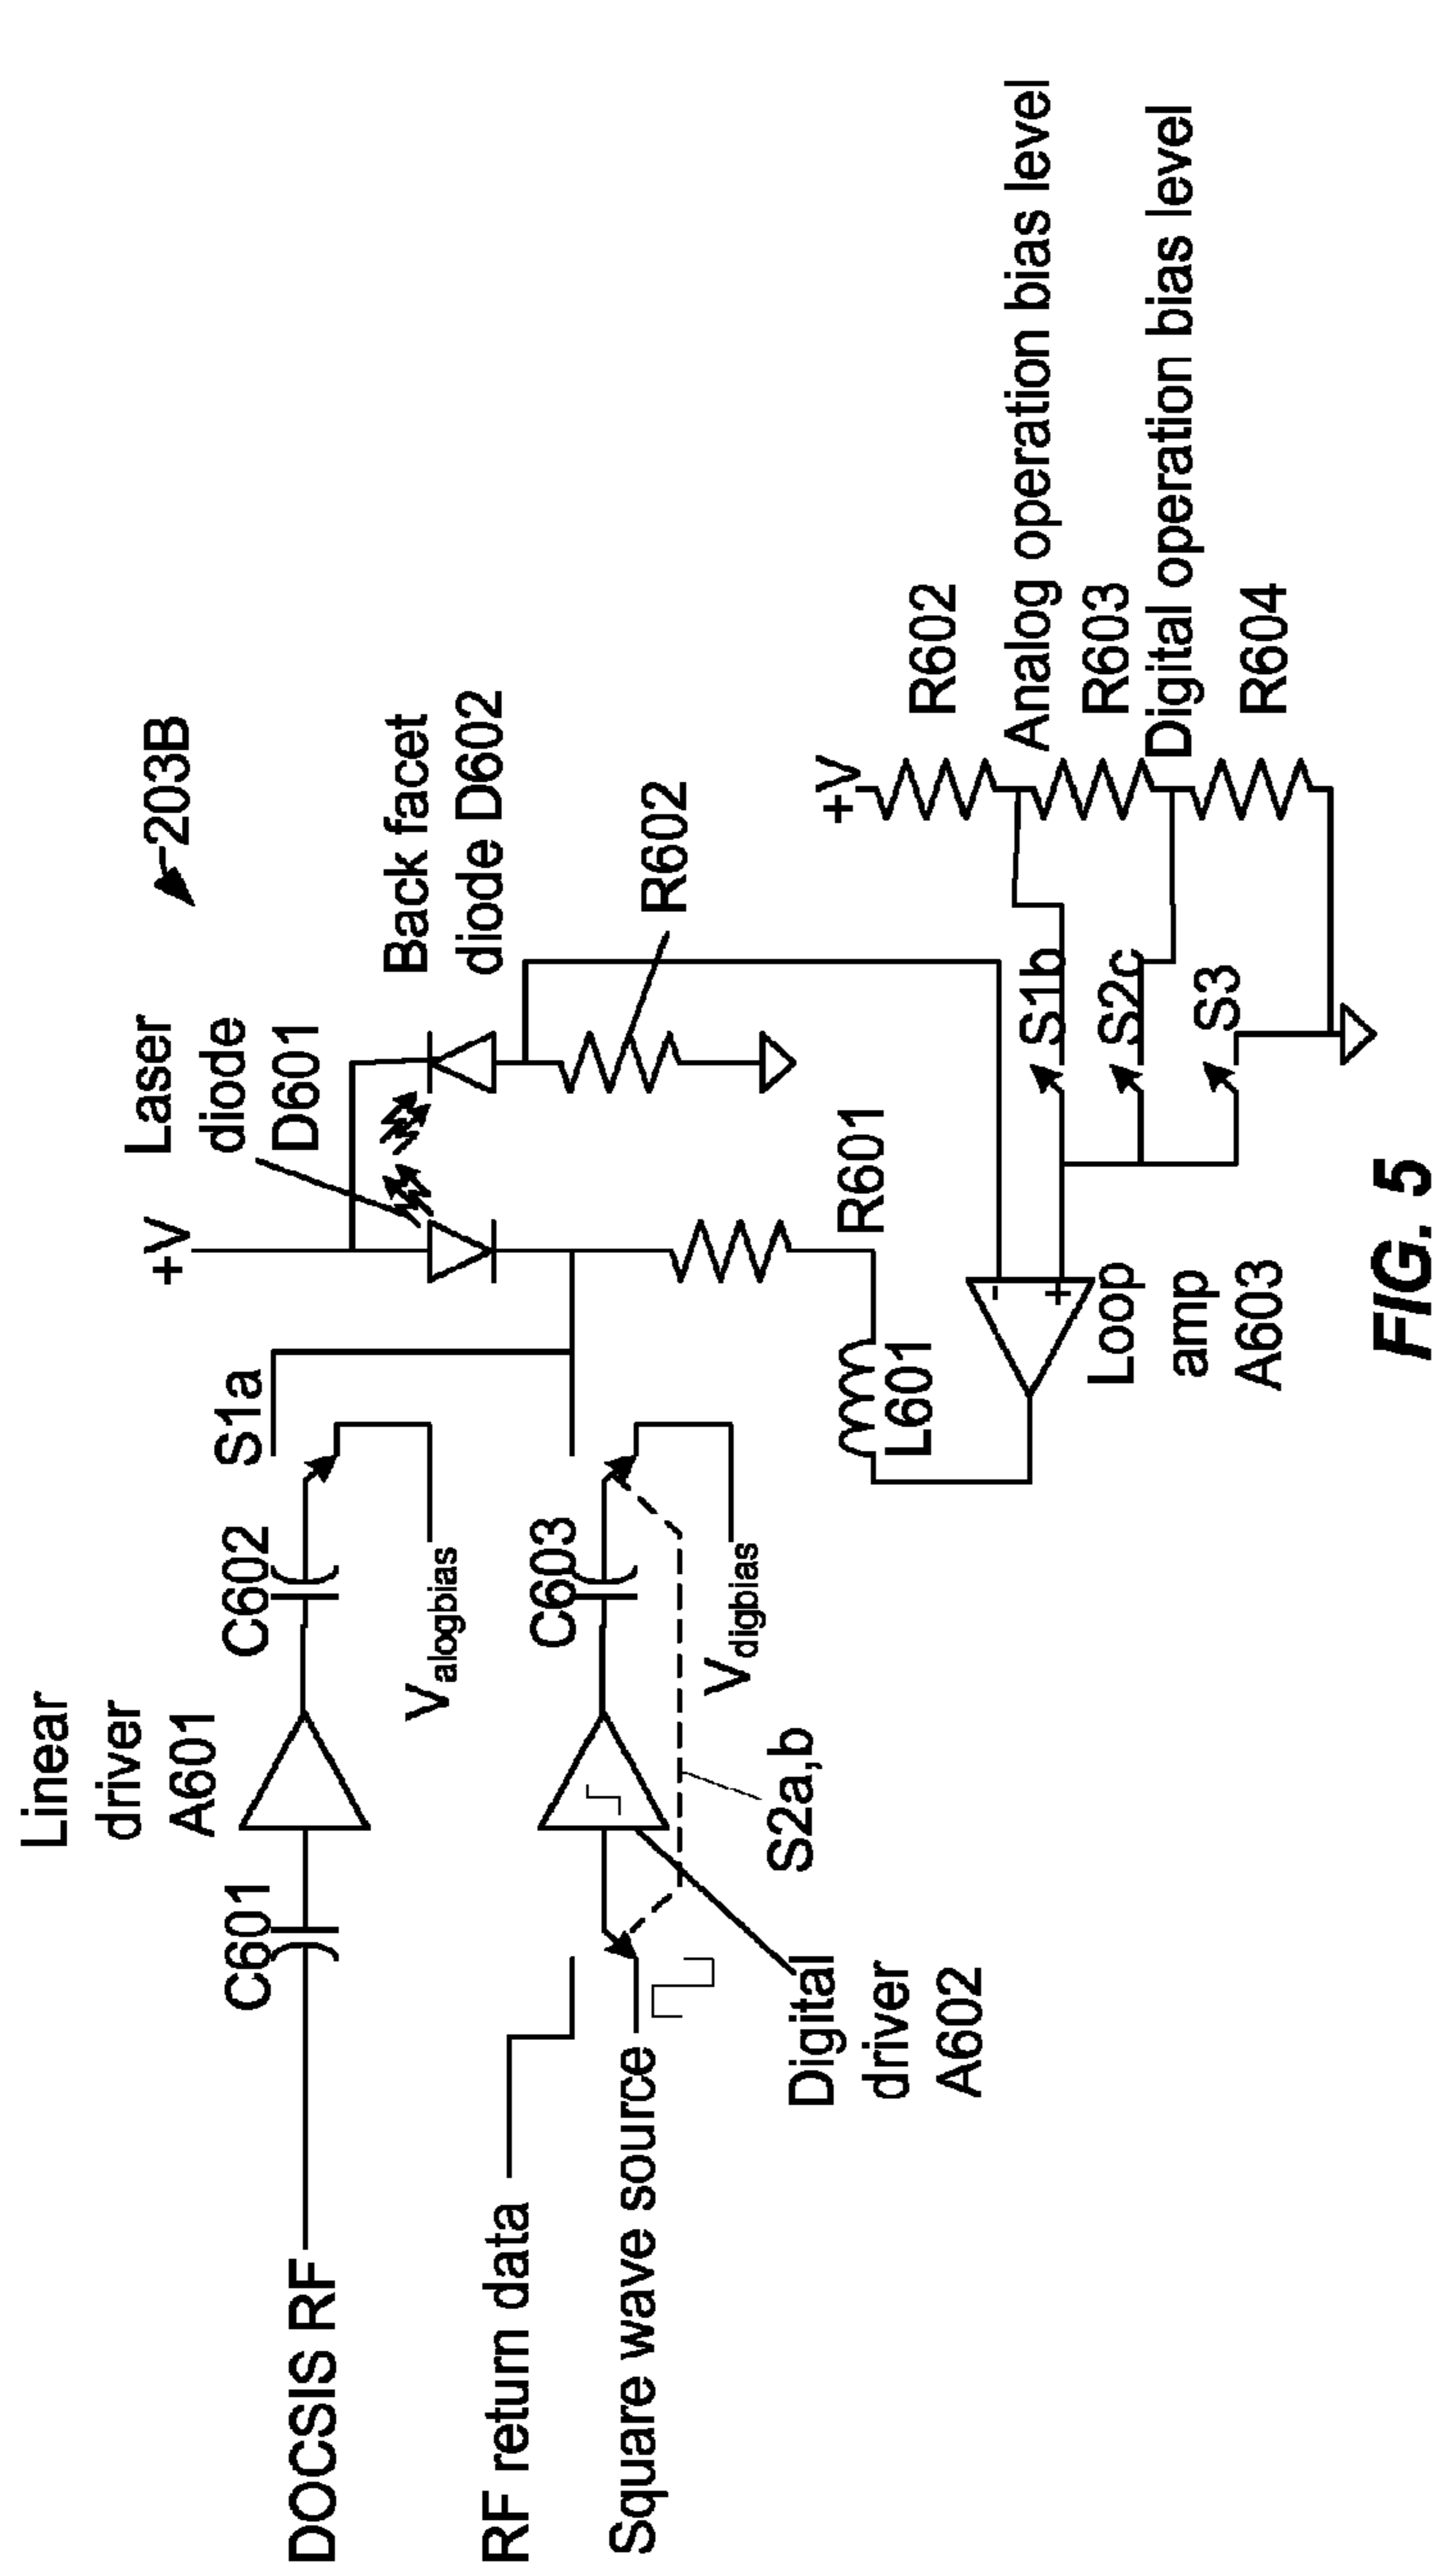 203B
Linear
driver
A601
C601
C602
S1a
DOCSIS RF
Valogbias
RF return data
Square wave source
C603
Vdigbias
S2a,b
Digital
driver
A602
+V
Laser
diode
D601
Back facet
diode D602
R602
R601
L601
-
+
Loop
amp
A603
S1b
S2c
S3
+V
R602
Analog operation bias level
R603
Digital operation bias level
R604
FIG. 5